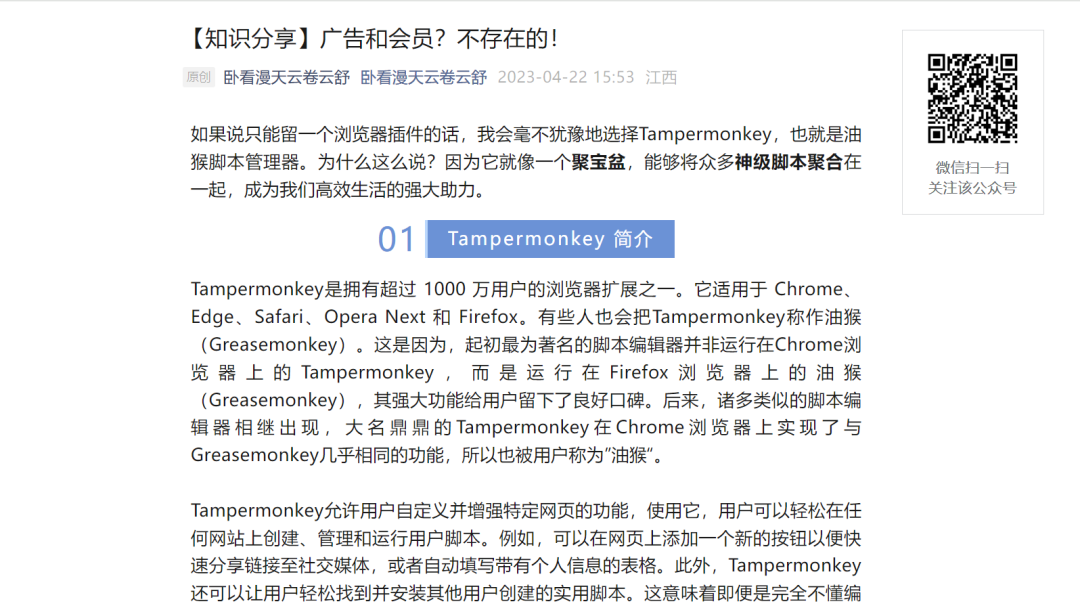 【知识分享】广告和会员？不存在的！
原创 卧看漫天云卷云舒 卧看漫天云卷云舒 2023-04-22 15:53 江西
微信扫一扫
关注该公众号
如果说只能留一个浏览器插件的话，我会毫不犹豫地选择Tampermonkey，也就是油
猴脚本管理器。为什么这么说？因为它就像一个聚宝盆，能够将众多神级脚本聚合在
一起，成为我们高效生活的强大助力。
01 Tampermonkey 简介
Tampermonkey是拥有超过 1000 万用户的浏览器扩展之一。它适用于 Chrome、
Edge、Safari、Opera Next 和 Firefox。有些人也会把Tampermonkey称作油猴
（Greasemonkey）。这是因为，起初最为著名的脚本编辑器并非运行在Chrome浏
览器上的Tampermonkey，而是运行在Firefox浏览器上的油猴
（Greasemonkey），其强大功能给用户留下了良好口碑。后来，诸多类似的脚本编
辑器相继出现，大名鼎鼎的Tampermonkey在Chrome浏览器上实现了与
Greasemonkey几乎相同的功能，所以也被用户称为”油猴“。
Tampermonkey允许用户自定义并增强特定网页的功能，使用它，用户可以轻松在任
何网站上创建、管理和运行用户脚本。例如，可以在网页上添加一个新的按钮以便快
速分享链接至社交媒体，或者自动填写带有个人信息的表格。此外，Tampermonkey
还可以让用户轻松找到并安装其他用户创建的实用脚本。这意味着即便是完全不懂编